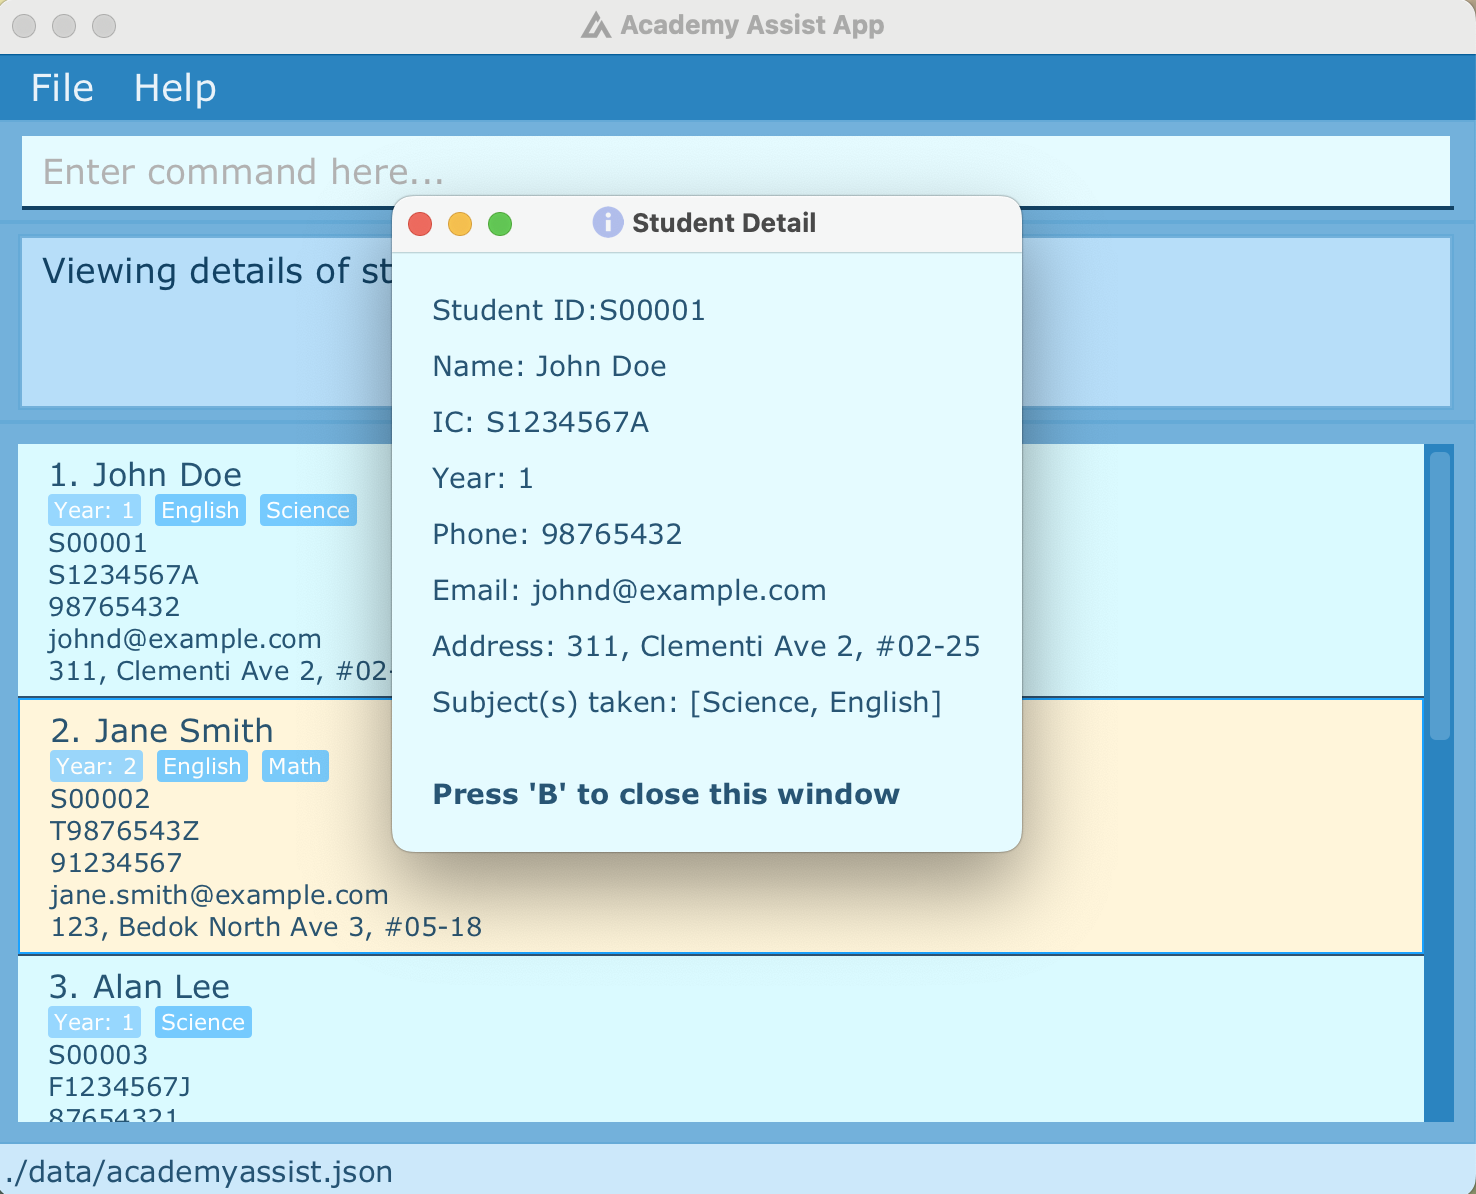 Academy Assist App
File Help
Enter command here...
Viewing details of
Student Detail
Student ID:S00001
Name: John Doe
IC: S1234567A
Year: 1
Phone: 98765432
Email: johnd@example.com
Address: 311, Clementi Ave 2, #02-25
Subject(s) taken: [Science, English]
Press 'B' to close this window
1. John Doe
Year: 1 English Science
S00001
S1234567A
98765432
johnd@example.com
311, Clementi Ave 2, #02-
2. Jane Smith
Year: 2 English Math
S00002
T9876543Z
91234567
jane.smith@example.com
123, Bedok North Ave 3, #05-18
3. Alan Lee
Year: 1 Science
S00003
F1234567J
87654321
./data/academyassist.json